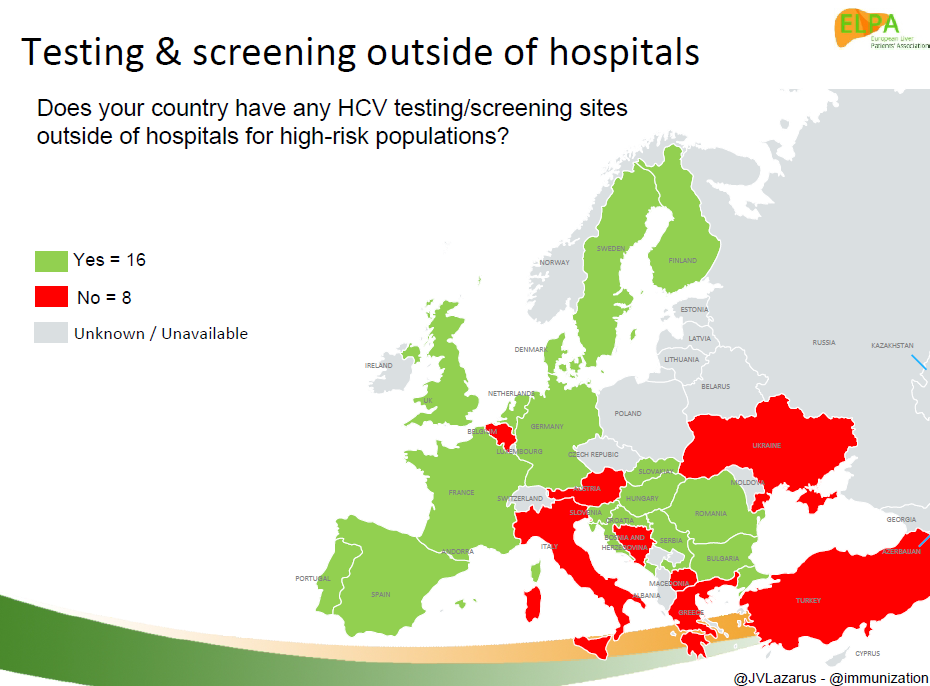 ELPA
European Liver
Patients' Association
Testing & screening outside of hospitals
Does your country have any HCV testing/screening sites
outside of hospitals for high-risk populations?
Yes = 16
No = 8
Unknown / Unavailable
SWEDEN
FINLAND
NORWAY
ESTONIA
LATVIA
RUSSIA
KAZAKHSTAN
DENMARK
LITHUANIA
IRELAND
BELARUS
NETHERLANDS
UK
POLAND
GERMANY
BELGIUM
UKRAINE
LUXEMBOURG
CZECH REPUBIC
SLOVAKIA
MOLDOVA
FRANCE
SWITZERLAND
AUSTRIA
HUNGARY
SLOVENIA
ROMANIA
CROATIA
GEORGIA
BOSNIA AND
HERCEGOVINA
SERBIA
ITALY
ANDORRA
BULGARIA
AZERBAIJAN
PORTUGAL
MACEDONIA
SPAIN
ALBANIA
TURKEY
GREECE
CYPRUS
@JVLazarus - @immunization